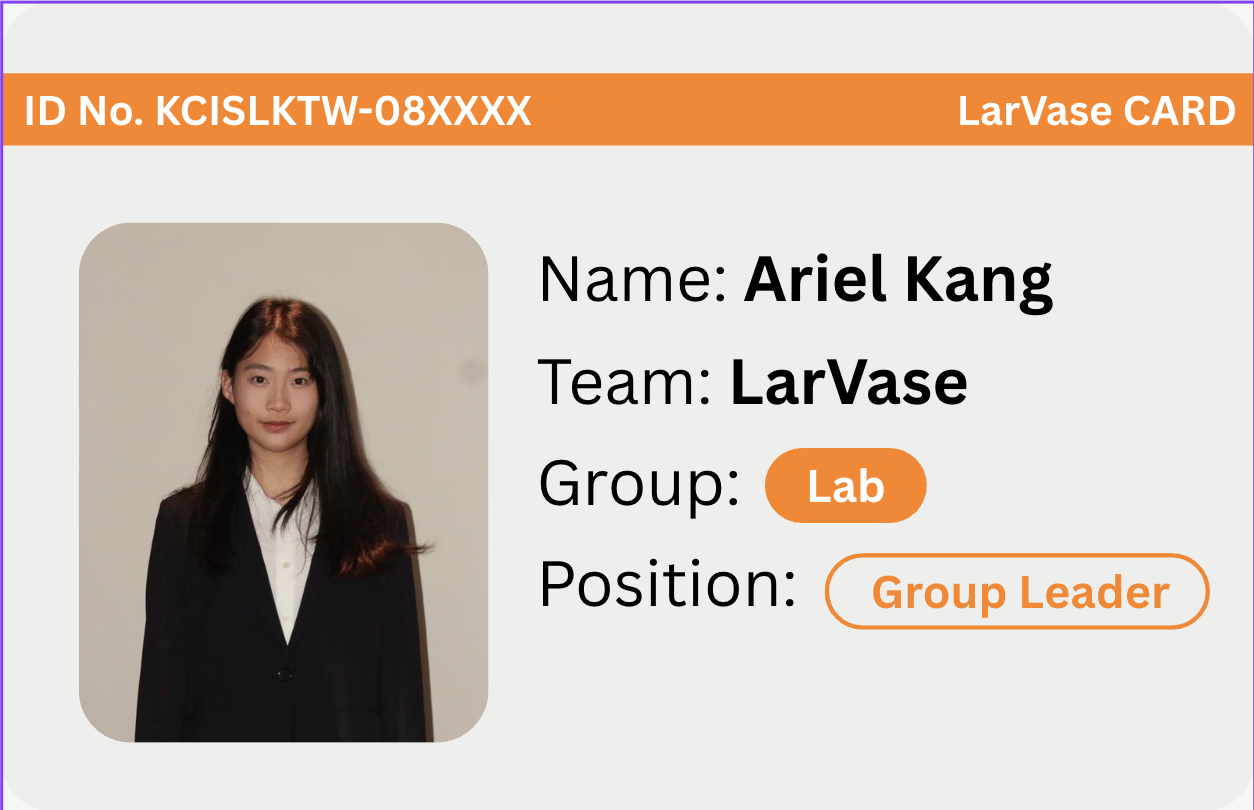 ID No. KCISLKTW-08XXXX LarVase CARD
Name: Ariel Kang
Team: LarVase
Group: Lab
Position: Group Leader